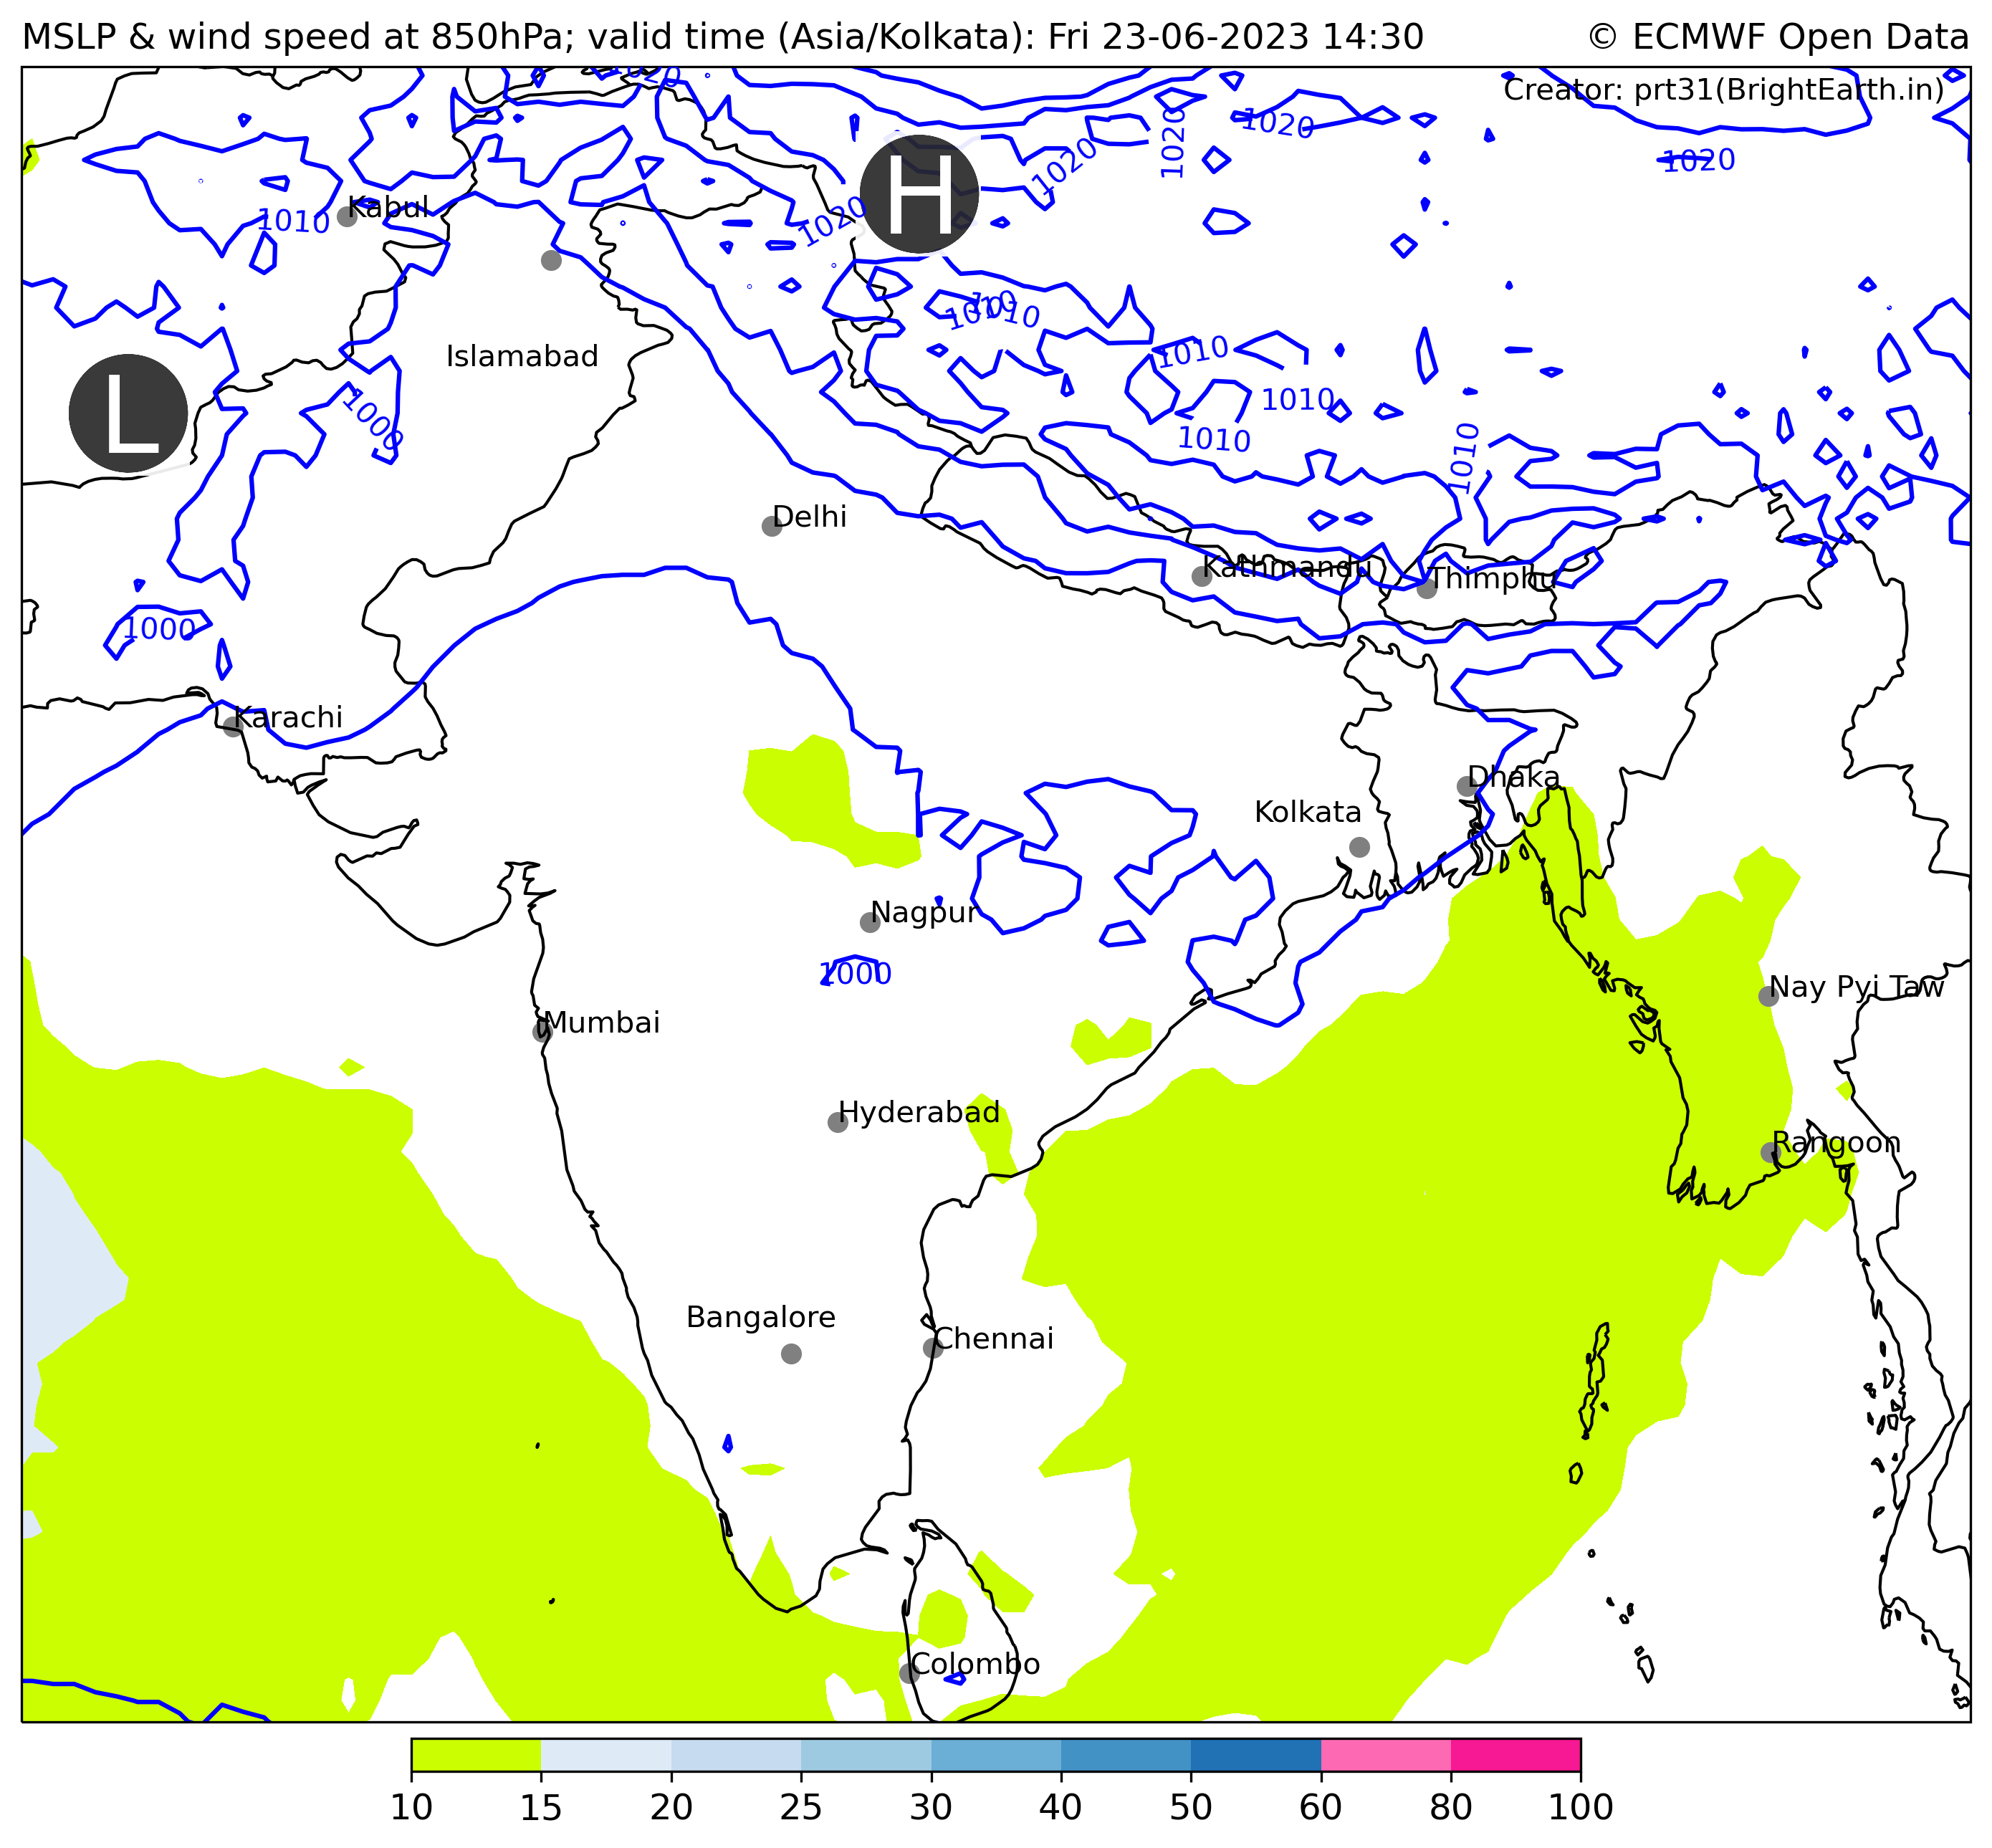 MSLP & wind speed at 850hPa; valid time (Asia/Kolkata): Fri 23-06-2023 14:30
© ECMWF Open Data
Creator: prt31(BrightEarth.in)
1020
1020
1020
1020
1020
1020
H
Kabul
1010
1010
1010
Islamabad
1010
L
1000
1010
1010
1010
Delhi
Kathmandu
Thimphu
1000
Karachi
Dhaka
Kolkata
Nagpur
1000
Nay Pyi Taw
Mumbai
Hyderabad
Rangoon
Bangalore
Chennai
Colombo
10 15 20 25 30 40 50 60 80 100